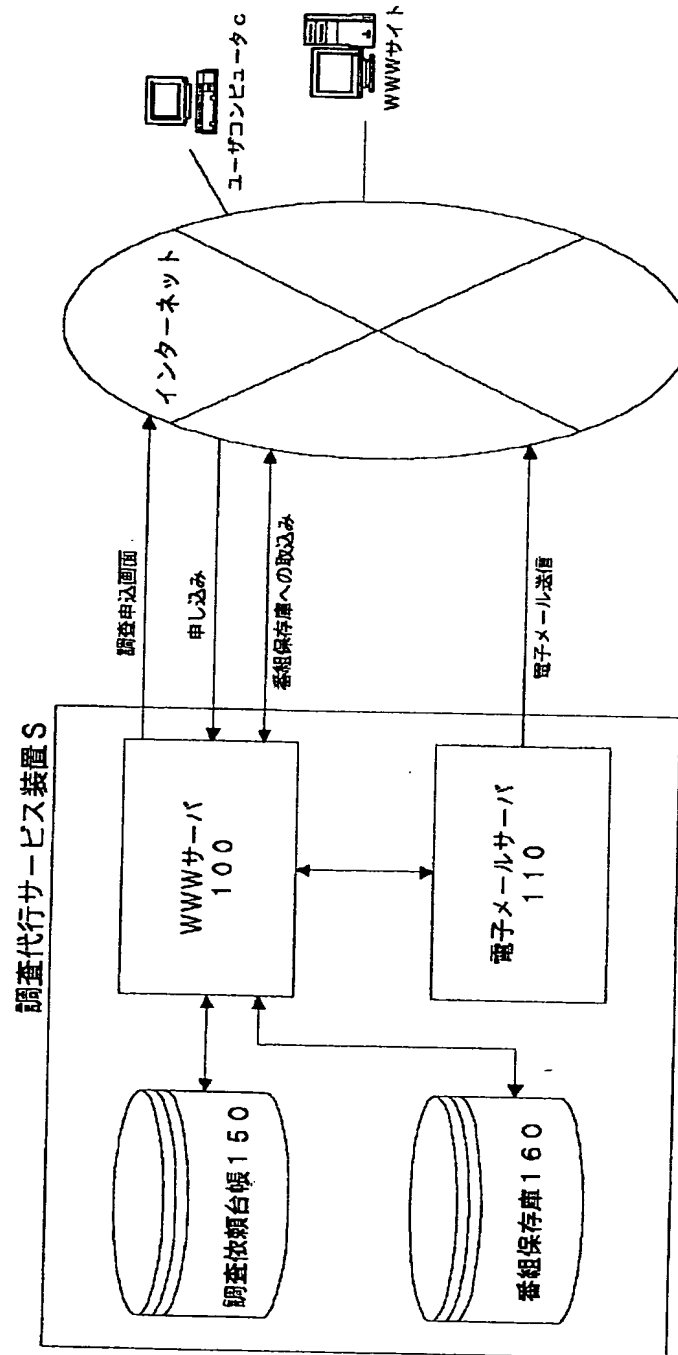 調査代行サービス装置S
調査依頼台帳150
番組保存庫160
WWWサーバ
100
電子メールサーバ
110
調査申込画面
申し込み
番組保存庫への取込み
電子メール送信
インターネット
ユーザコンピュータc
WWWサイト